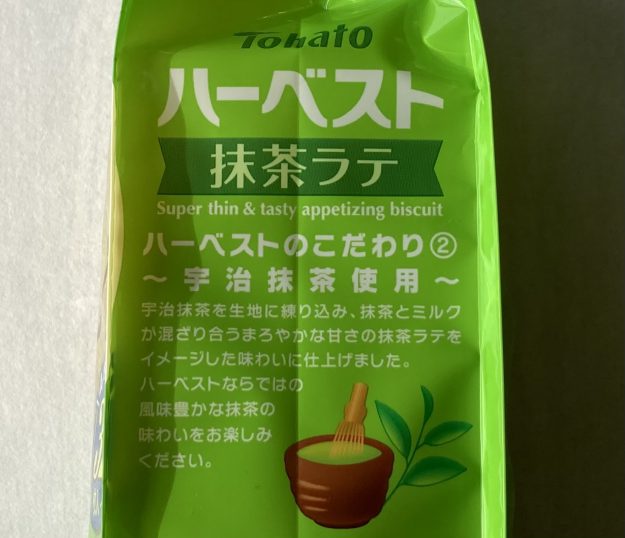 Tohato
ハーベスト
抹茶ラテ
Super thin & tasty appetizing biscuit
ハーベストのこだわり②
～宇治抹茶使用～
宇治抹茶を生地に練り込み、抹茶とミルク
が混ざり合うまろやかな甘さの抹茶ラテを
イメージした味わいに仕上げました。
ハーベストならではの
風味豊かな抹茶の
味わいをお楽しみ
ください。